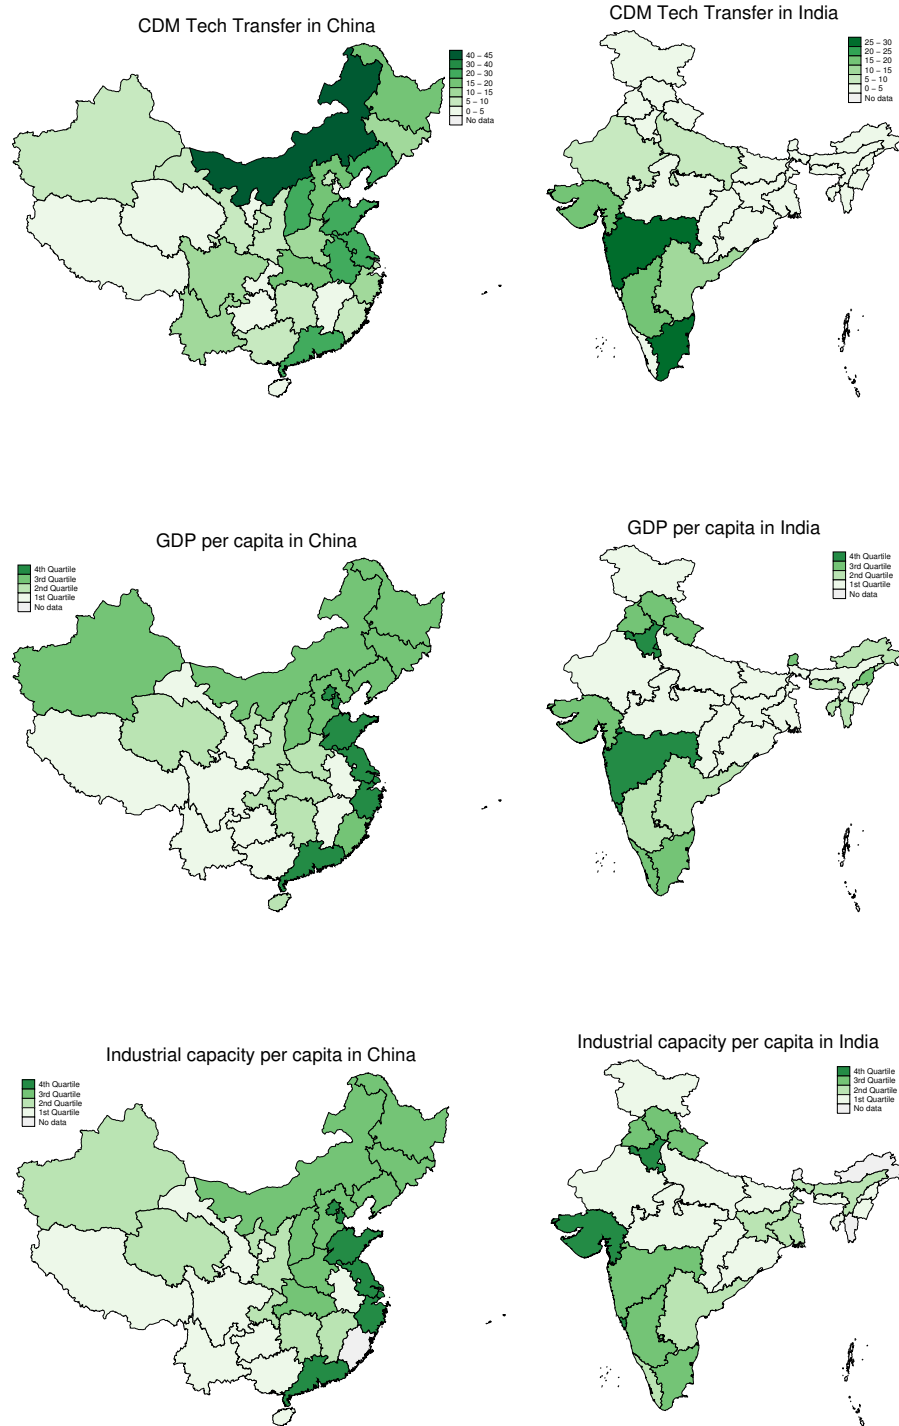 CDM Tech Transfer in China
40 − 45
30 − 40
20 − 30
15 − 20
10 − 15
5 − 10
0 − 5
No data
CDM Tech Transfer in India
25 − 30
20 − 25
15 − 20
10 − 15
5 − 10
0 − 5
No data
GDP per capita in China
4th Quartile
3rd Quartile
2nd Quartile
1st Quartile
No data
GDP per capita in India
4th Quartile
3rd Quartile
2nd Quartile
1st Quartile
No data
Industrial capacity per capita in China
4th Quartile
3rd Quartile
2nd Quartile
1st Quartile
No data
Industrial capacity per capita in India
4th Quartile
3rd Quartile
2nd Quartile
1st Quartile
No data